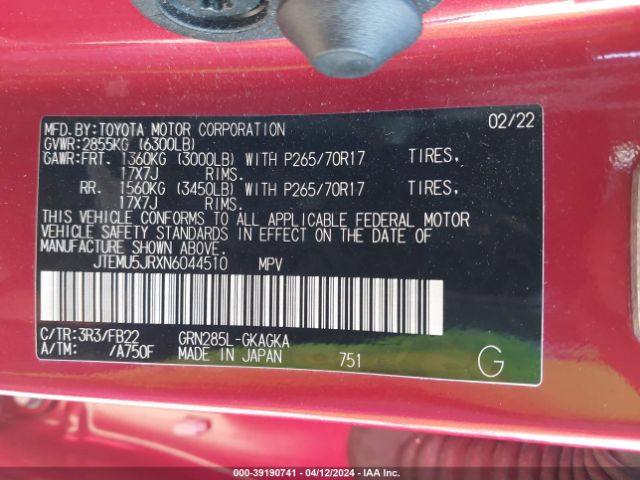 MFD.BY:TOYOTA MOTOR CORPORATION 02/22
GVWR:2855KG (6300LB)
GAWR:FRT. 1360KG (3000LB) WITH P265/70R17 TIRES,
17X7J RIMS.
RR. 1560KG (3450LB) WITH P265/70R17 TIRES,
17X7J RIMS.
THIS VEHICLE CONFORMS TO ALL APPLICABLE FEDERAL MOTOR
VEHICLE SAFETY STANDARDS IN EFFECT ON THE DATE OF
MANUFACTURE SHOWN ABOVE.
JTEMU5JRXN6044510 MPV
C/TR:3R3/FB22 GRN285L-GKAGKA
A/TM: /A750F MADE IN JAPAN 751 G
000-39190741 - 04/12/2024 - IAA Inc.